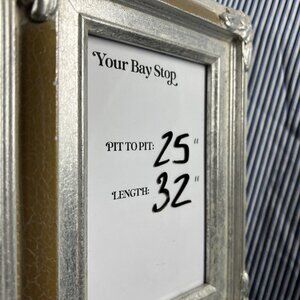 Your Bay Stop
PIT TO PIT: 25"
LENGTH: 32"